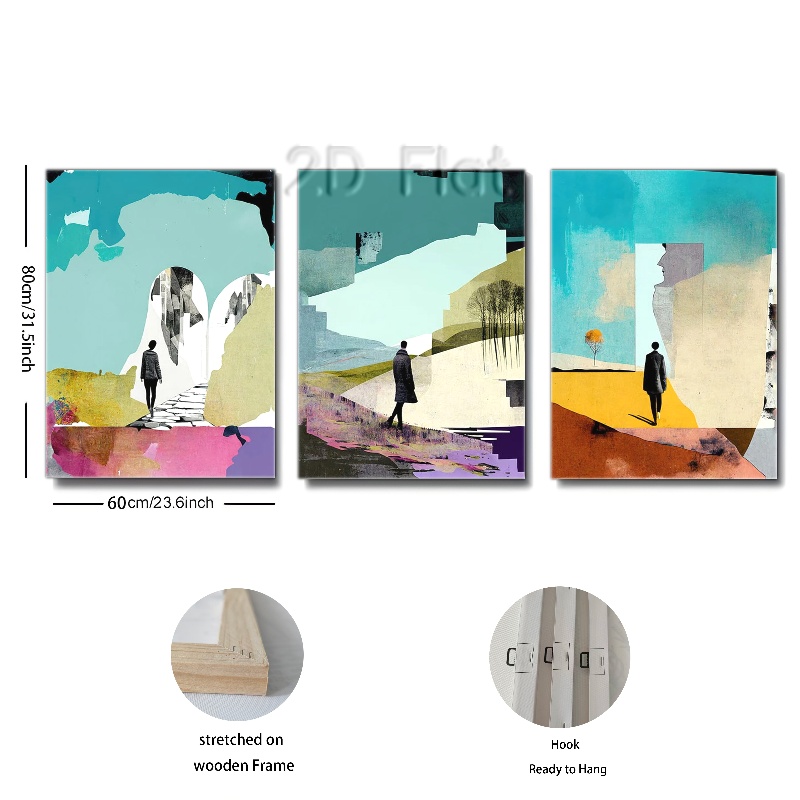 2D Flat
80cm/31.5inch
60cm/23.6inch
stretched on
wooden Frame
Hook
Ready to Hang